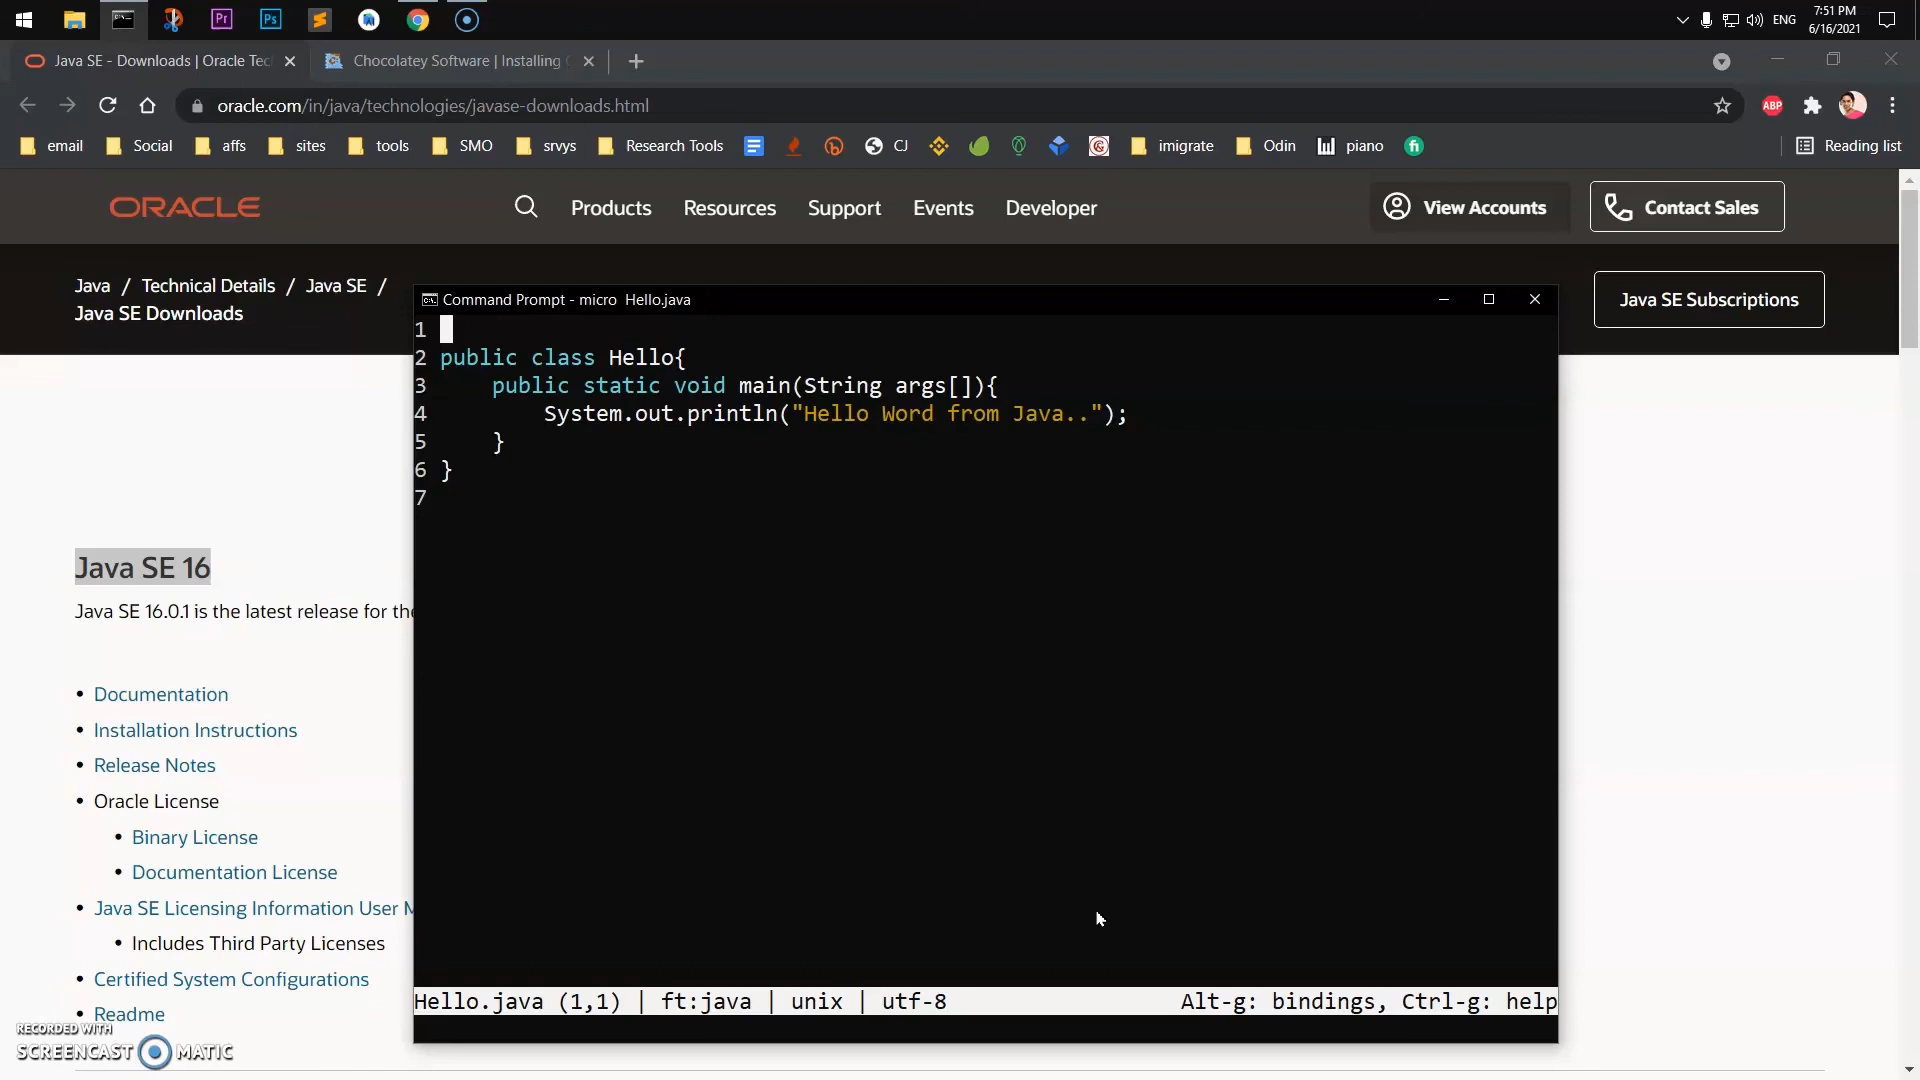 Pr Ps
ENG 7:51 PM
6/16/2021
Java SE - Downloads | Oracle Tec
Chocolatey Software | Installing
oracle.com/in/java/technologies/javase-downloads.html
ABP
email Social affs sites tools SMO srvys Research Tools CJ imigrate Odin piano fi Reading list
ORACLE Products Resources Support Events Developer View Accounts Contact Sales
Java / Technical Details / Java SE /
Java SE Downloads
Java SE Subscriptions
Command Prompt - micro Hello.java
1
2 public class Hello{
3 public static void main(String args[]){
4 System.out.println("Hello Word from Java..");
5 }
6 }
7
Java SE 16
Java SE 16.0.1 is the latest release for the
• Documentation
• Installation Instructions
• Release Notes
• Oracle License
• Binary License
• Documentation License
• Java SE Licensing Information User M
• Includes Third Party Licenses
• Certified System Configurations
• Readme
Hello.java (1,1) | ft:java | unix | utf-8 Alt-g: bindings, Ctrl-g: help
RECORDED WITH
SCREENCAST MATIC